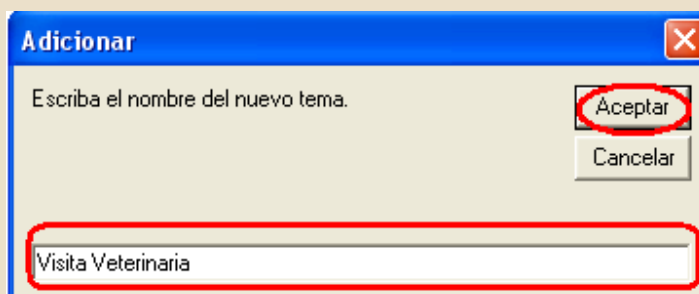 Adicionar
Escriba el nombre del nuevo tema.
Aceptar
Cancelar
Visita Veterinaria